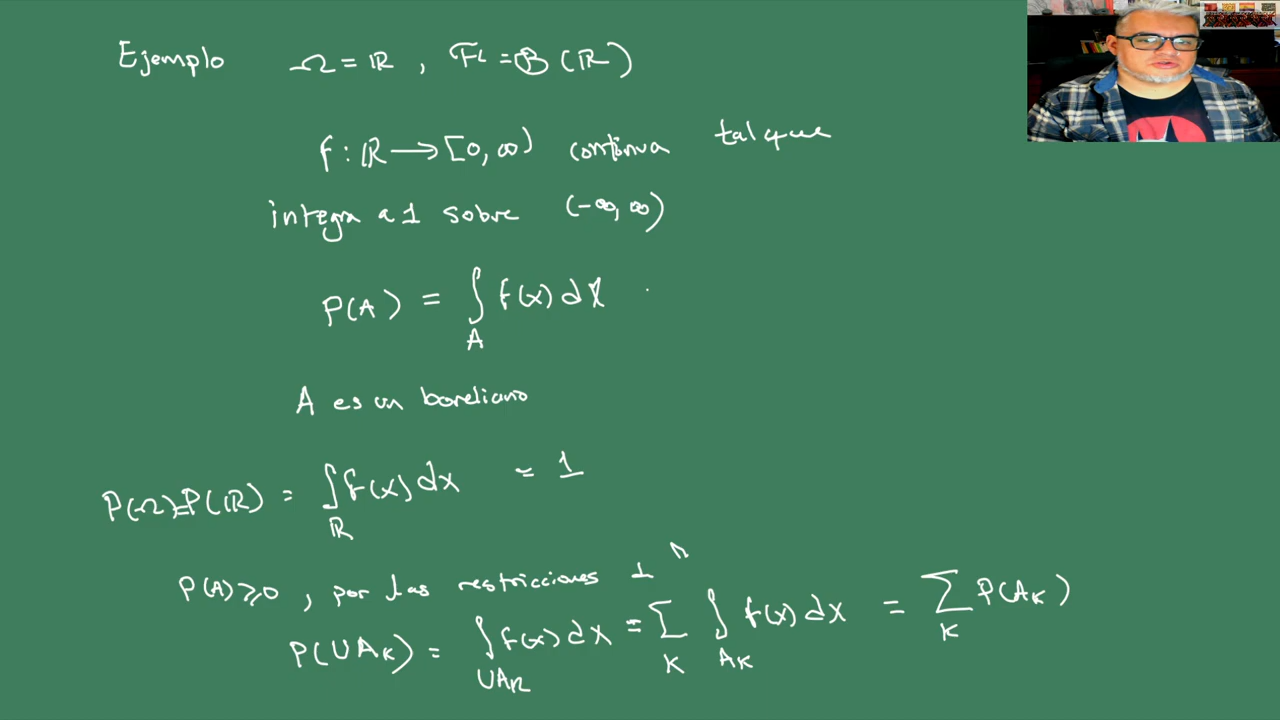 Ejemplo Ω = ℝ , ℱ = ℬ(ℝ)
f : ℝ → [0, ∞) continua tal que
integra a 1 sobre (-∞, ∞)
P(A) = ∫_A f(x) dx
A es un boreliano
P(Ω)=P(ℝ) = ∫_ℝ f(x) dx = 1
P(A) ≥ 0 , por las restricciones
P(∪A_K) = ∫_{∪A_K} f(x) dx = ∑_K ∫_{A_K} f(x) dx = ∑_K P(A_K)